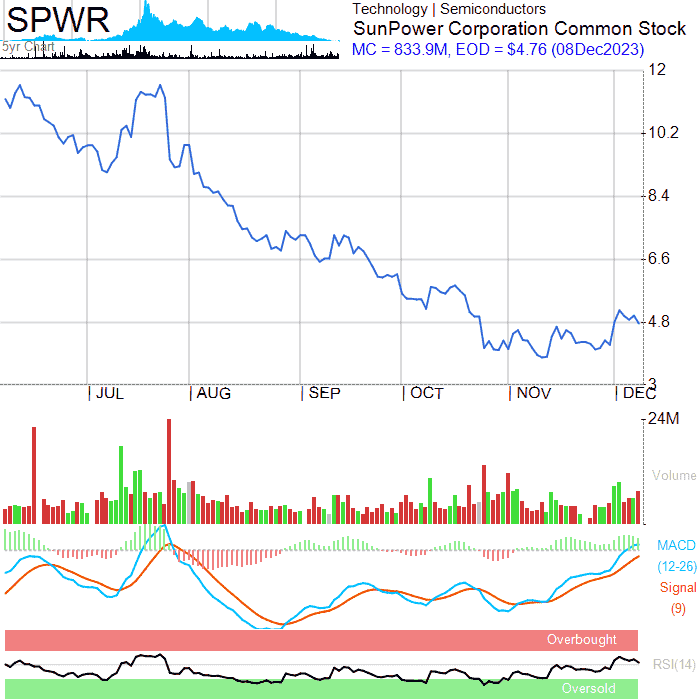 SPWR
5yr Chart
Technology | Semiconductors
SunPower Corporation Common Stock
MC = 833.9M, EOD = $4.76 (08Dec2023)
12
10.2
8.4
6.6
4.8
3
JUL AUG SEP OCT NOV DEC
24M
Volume
MACD
(12-26)
Signal
(9)
Overbought
RSI(14)
Oversold